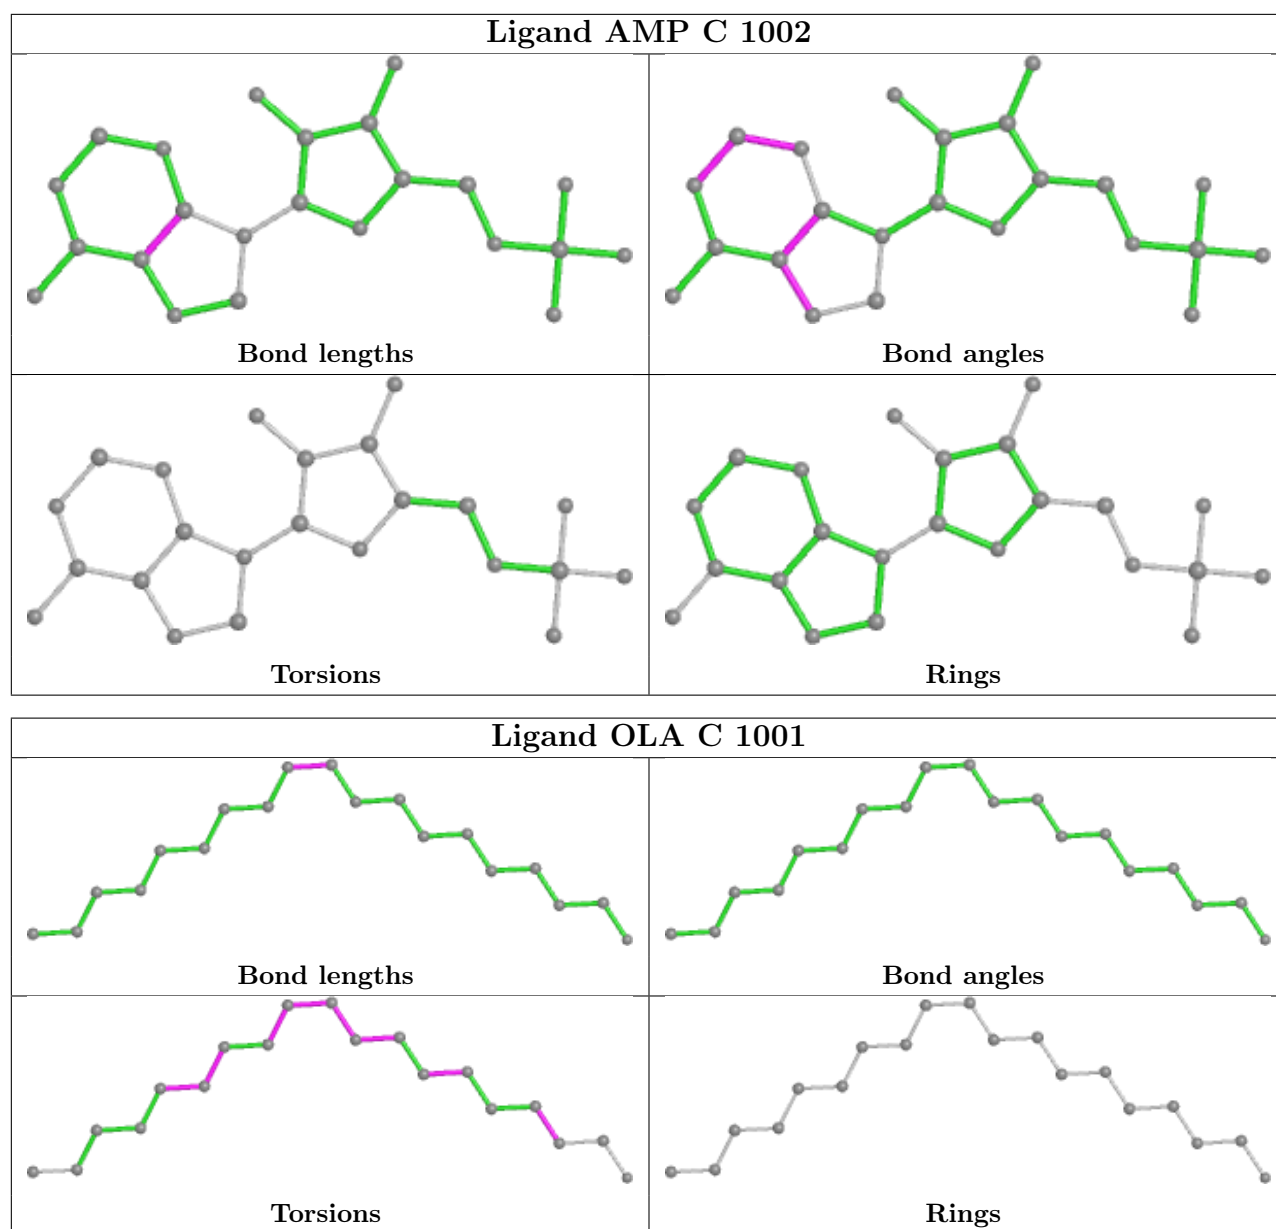 Ligand AMP C 1002
Bond lengths
Bond angles
Torsions
Rings
Ligand OLA C 1001
Bond lengths
Bond angles
Torsions
Rings